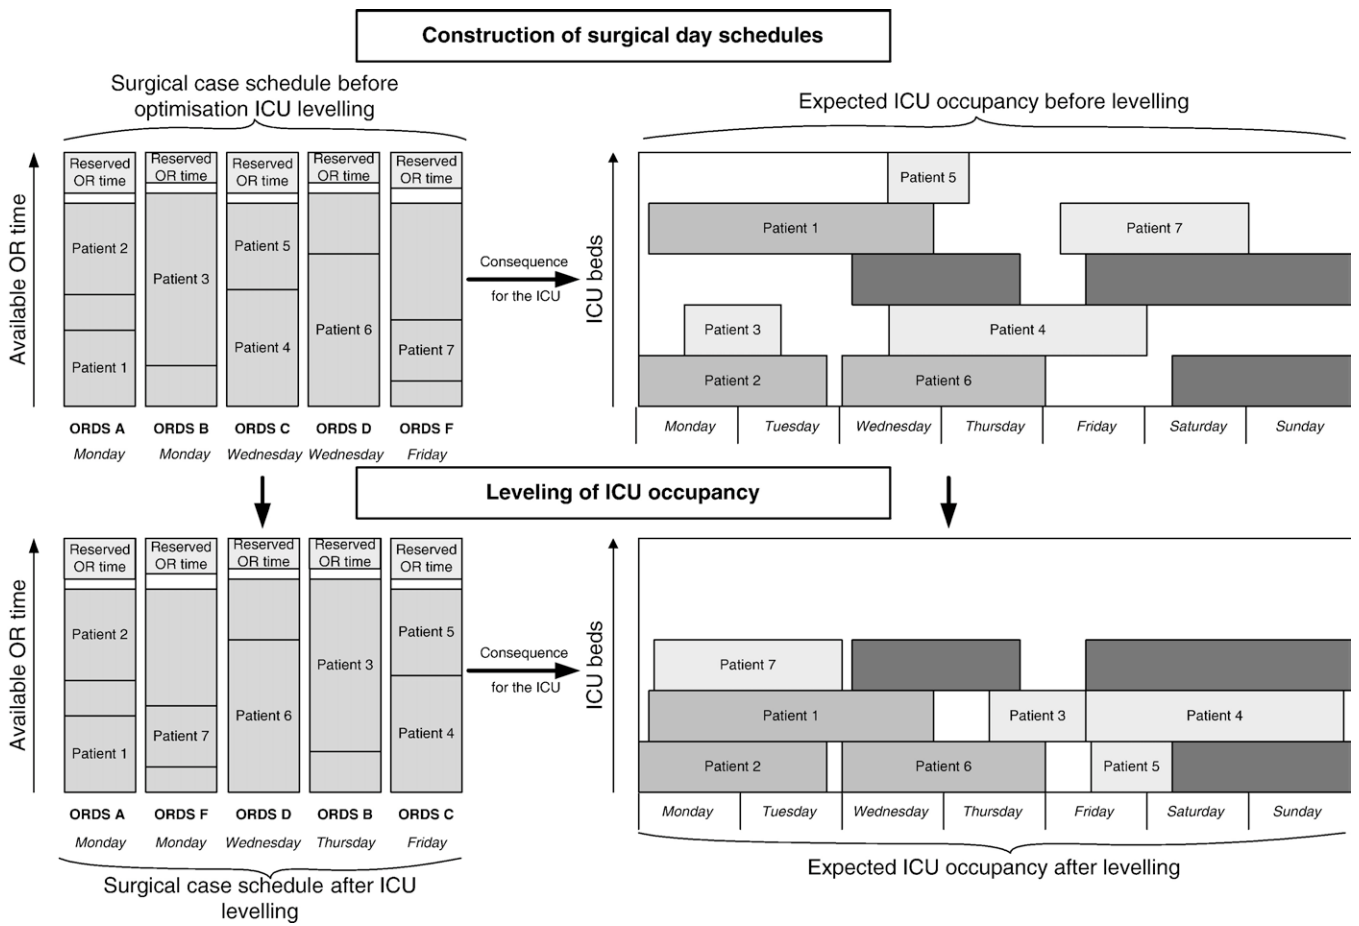 Construction of surgical day schedules
Surgical case schedule before
optimisation ICU levelling
Expected ICU occupancy before levelling
Available OR time
Reserved
OR time
Patient 2
Patient 1
Reserved
OR time
Patient 3
Reserved
OR time
Patient 5
Patient 4
Reserved
OR time
Patient 6
Reserved
OR time
Patient 7
ORDS A
ORDS B
ORDS C
ORDS D
ORDS F
Monday
Monday
Wednesday
Wednesday
Friday
Consequence
for the ICU
ICU beds
Patient 5
Patient 1
Patient 7
Patient 3
Patient 4
Patient 2
Patient 6
Monday
Tuesday
Wednesday
Thursday
Friday
Saturday
Sunday
Leveling of ICU occupancy
Available OR time
Reserved
OR time
Patient 2
Patient 1
Reserved
OR time
Patient 7
Reserved
OR time
Patient 6
Reserved
OR time
Patient 3
Reserved
OR time
Patient 5
Patient 4
ORDS A
ORDS F
ORDS D
ORDS B
ORDS C
Monday
Monday
Wednesday
Thursday
Friday
Surgical case schedule after ICU
levelling
Consequence
for the ICU
ICU beds
Patient 7
Patient 1
Patient 3
Patient 4
Patient 2
Patient 6
Patient 5
Monday
Tuesday
Wednesday
Thursday
Friday
Saturday
Sunday
Expected ICU occupancy after levelling